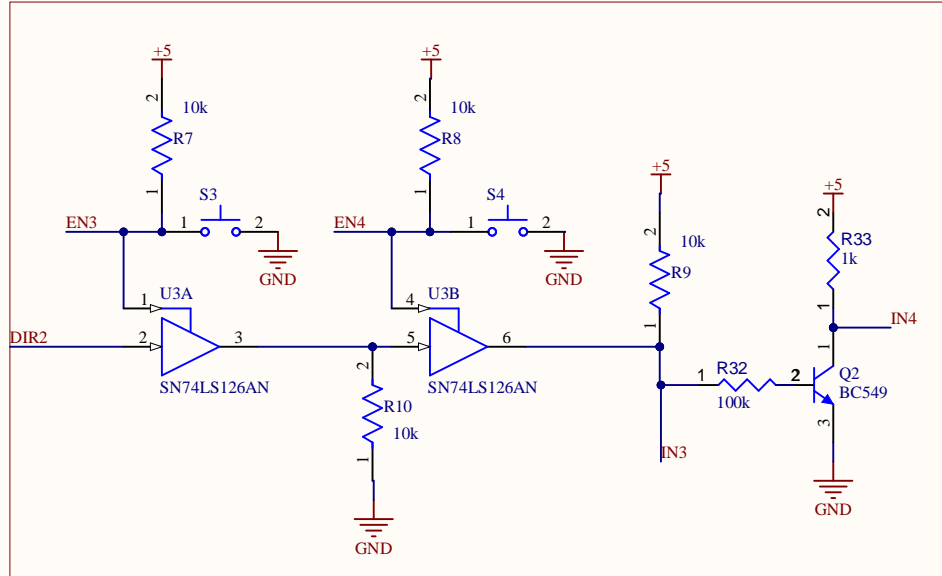 +5
+5
2
10k
R7
1
2
10k
R8
1
S3
S4
+5
+5
EN3
1
2
GND
EN4
1
2
GND
2
10k
R9
1
2
R33
1k
1
IN4
1
U3A
4
U3B
DIR2
2
3
5
6
SN74LS126AN
SN74LS126AN
2
R10
10k
1
GND
1
R32
100k
2
1
Q2
BC549
3
IN3
GND